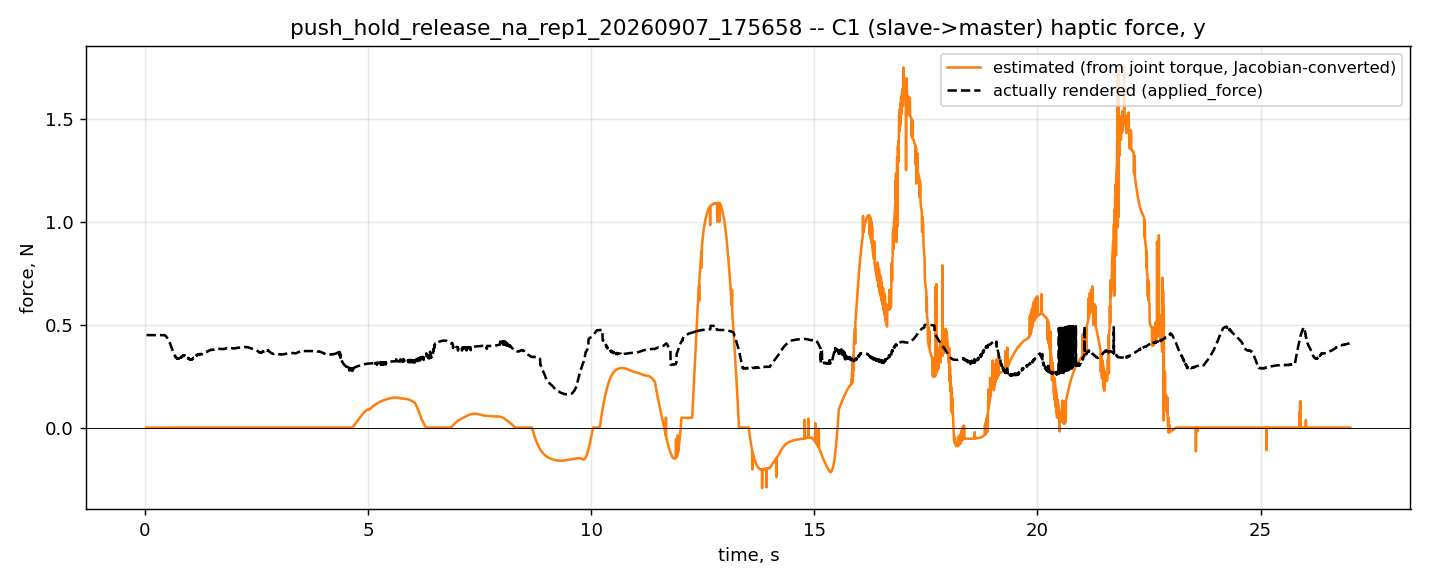 push_hold_release_na_rep1_20260907_175658 -- C1 (slave->master) haptic force, y
estimated (from joint torque, Jacobian-converted)
actually rendered (applied_force)
force, N
1.5
1.0
0.5
0.0
0 5 10 15 20 25
time, s